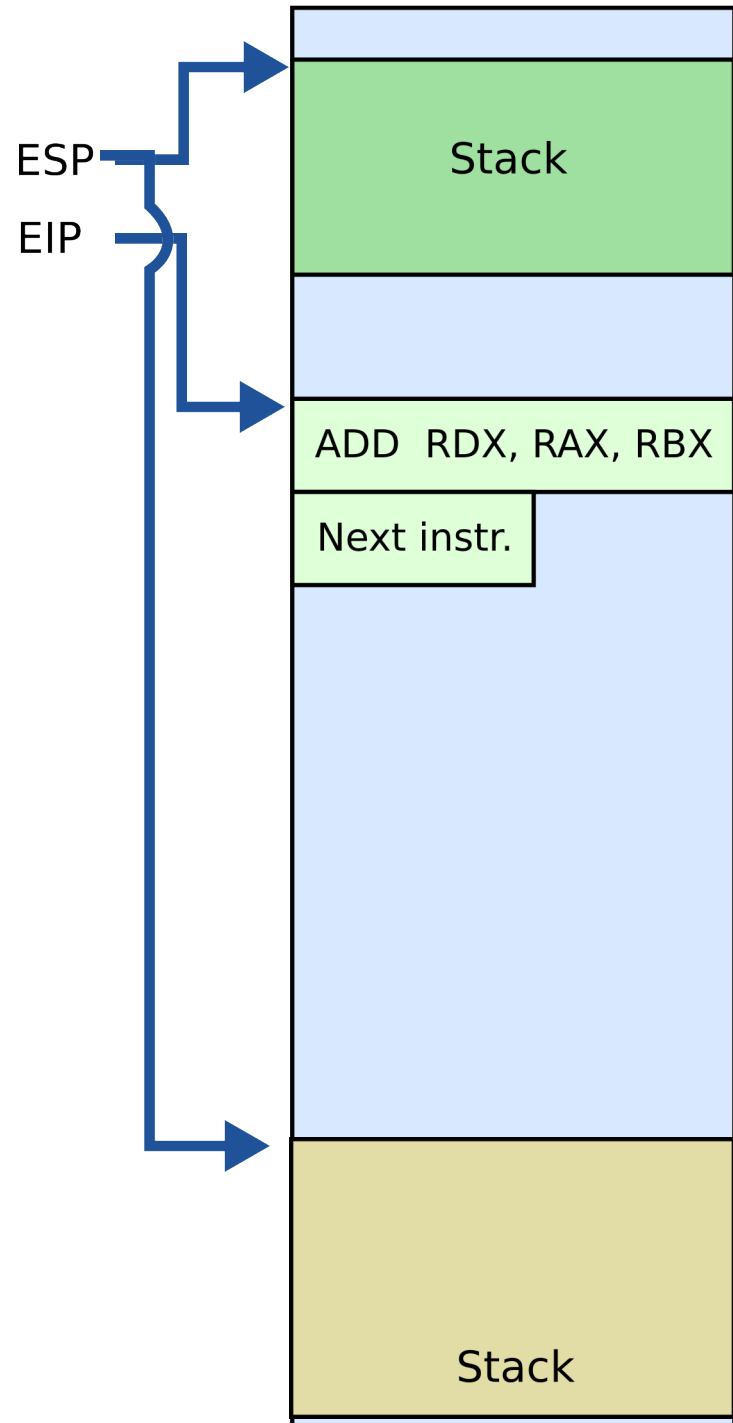 Stack
ESP
EIP
ADD  RDX, RAX, RBX
Next instr.
Stack